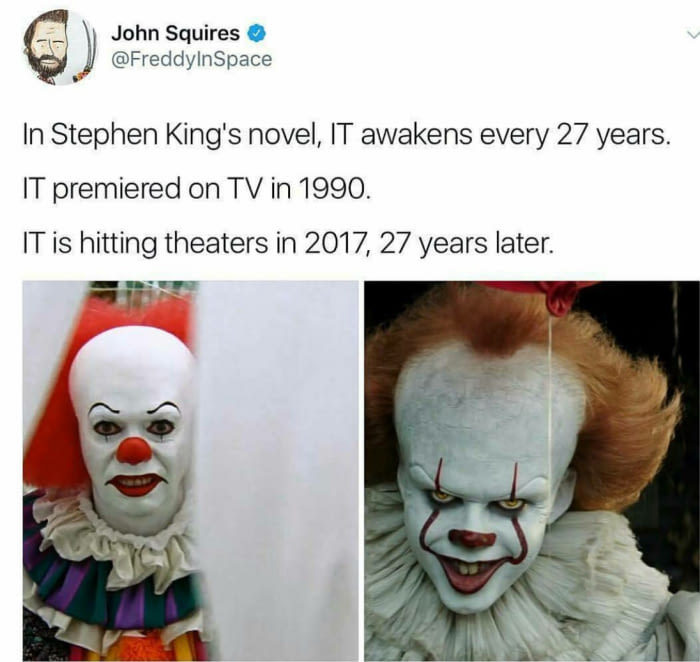 John Squires
@FreddyInSpace
In Stephen King's novel, IT awakens every 27 years.
IT premiered on TV in 1990.
IT is hitting theaters in 2017, 27 years later.